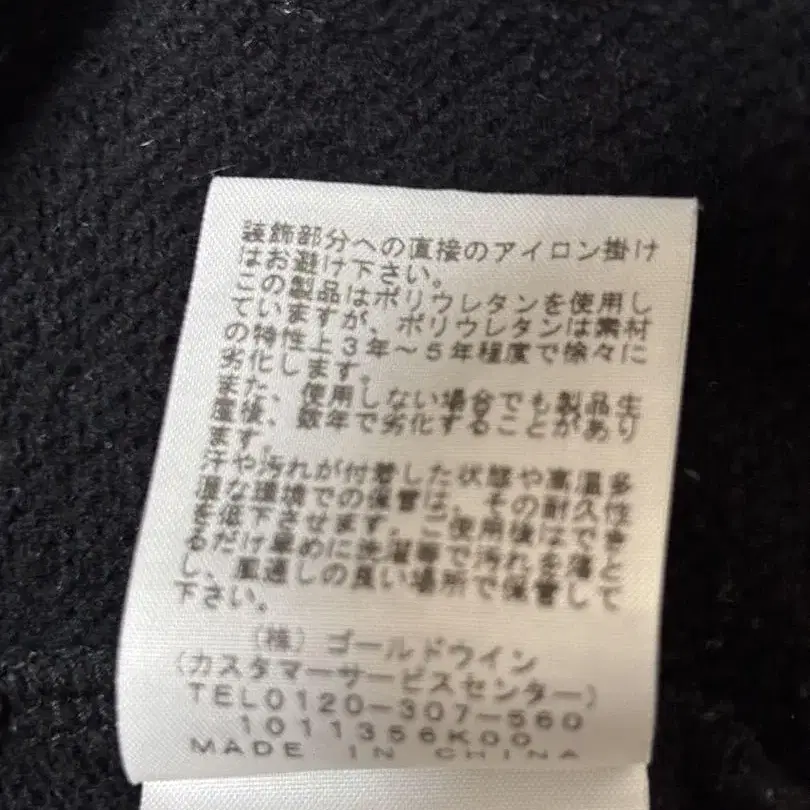 装飾部分への直接のアイロン掛け
はお避け下さい。
この製品はポリウレタンを使用し
ていますが、ポリウレタンは素材
の特性上3年～5年程度で徐々に
劣化します。
また、使用しない場合でも製品生
産後、数年で劣化することがあり
ます。
汗や汚れが付着した状態や高温多
湿な環境での保管は、その耐久性
を低下させます。ご使用後はでき
るだけ早めに洗濯等で汚れを落と
し、風通しの良い場所で保管して
下さい。
(株)ゴールドウイン
(カスタマーサービスセンター)
TEL0120-307-560
1011356K00
MADE IN CHINA